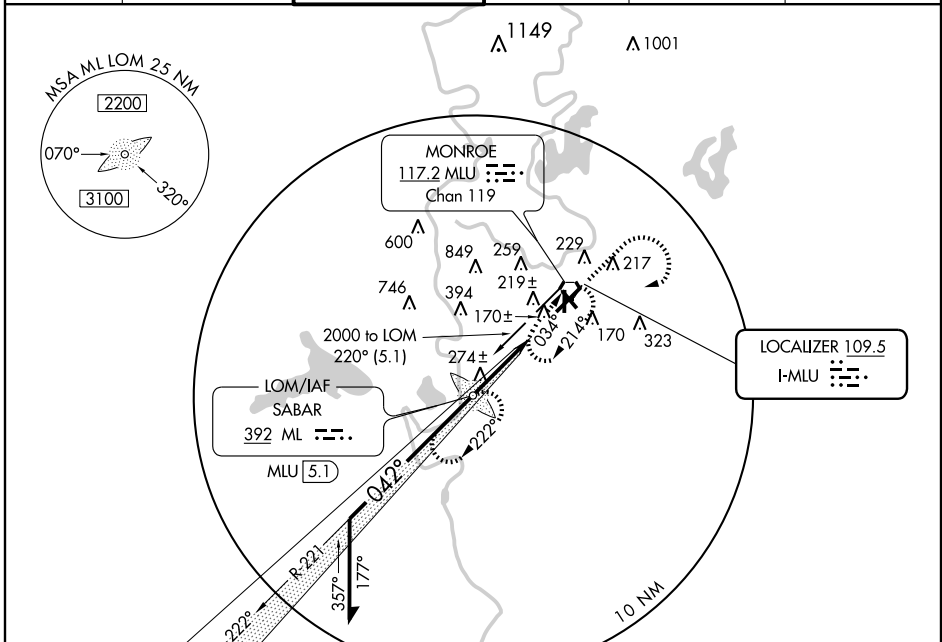 1149
1001
MSA ML LOM 25 NM
2200
070°
320°
3100
MONROE
117.2 MLU
Chan 119
600
849
259
229
217
746
394
219±
170±
034°
214°
170
323
2000 to LOM
220° (5.1)
274±
LOCALIZER 109.5
I-MLU
LOM/IAF
SABAR
392 ML
MLU 5.1
222°
042°
R-221
357°
177°
222°
10 NM